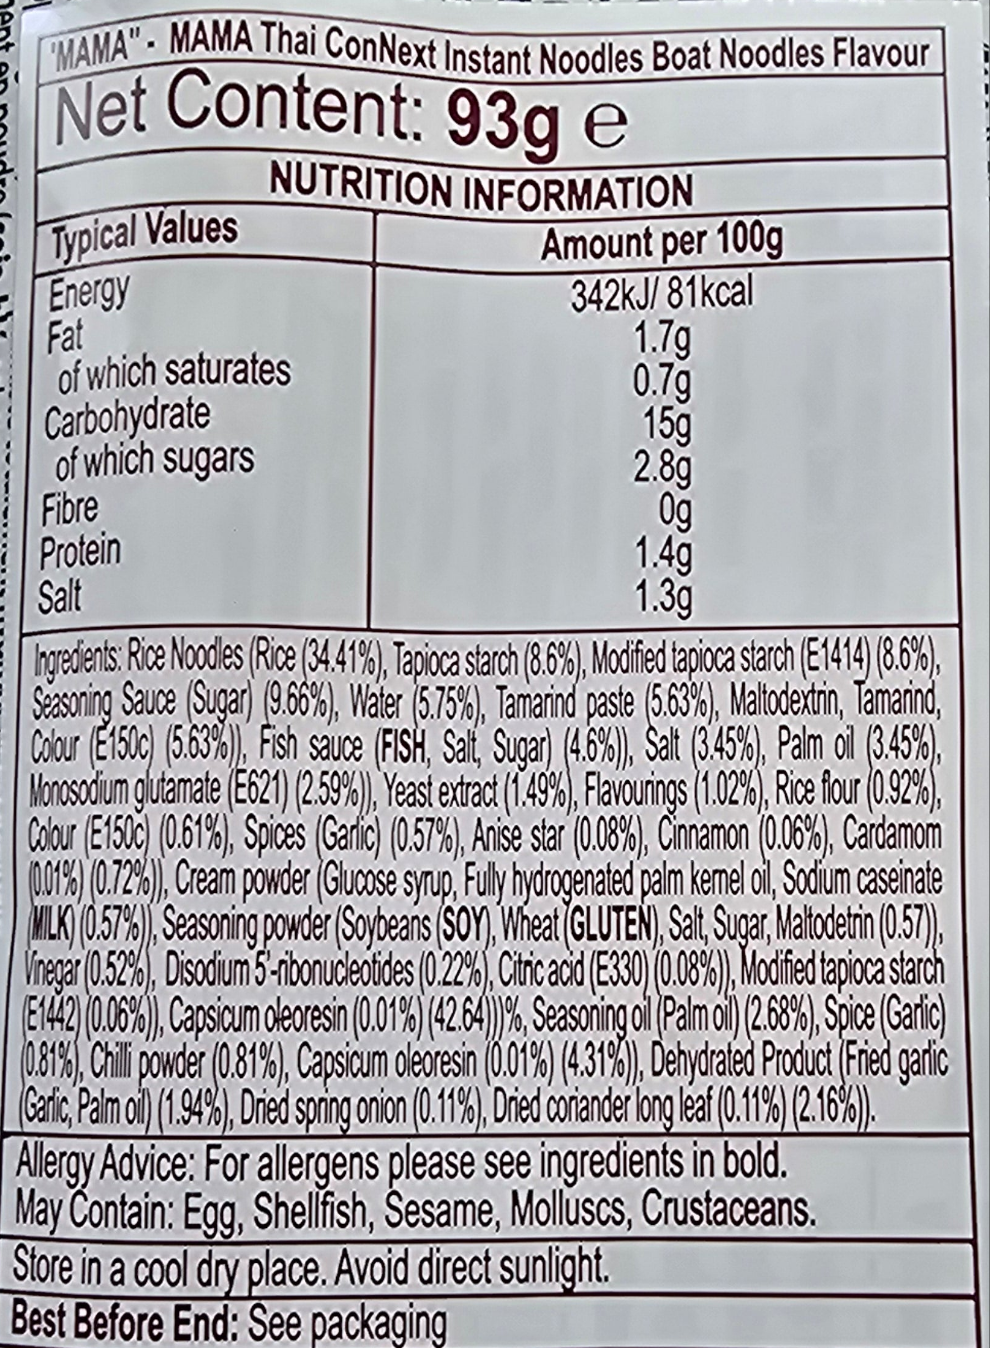 "MAMA" - MAMA Thai ConNext Instant Noodles Boat Noodles Flavour
Net Content: 93g e
NUTRITION INFORMATION
Typical Values Amount per 100g
Energy 342kJ/ 81kcal
Fat 1.7g
of which saturates 0.7g
Carbohydrate 15g
of which sugars 2.8g
Fibre 0g
Protein 1.4g
Salt 1.3g
Ingredients: Rice Noodles (Rice (34.41%), Tapioca starch (8.6%), Modified tapioca starch (E1414) (8.6%),
Seasoning Sauce (Sugar) (9.66%), Water (5.75%), Tamarind paste (5.63%), Maltodextrin, Tamarind,
Colour (E150c) (5.63%)), Fish sauce (FISH, Salt, Sugar) (4.6%)), Salt (3.45%), Palm oil (3.45%),
Monosodium glutamate (E621) (2.59%)), Yeast extract (1.49%), Flavourings (1.02%), Rice flour (0.92%),
Colour (E150c) (0.61%), Spices (Garlic) (0.57%), Anise star (0.08%), Cinnamon (0.06%), Cardamom
(0.01%) (0.72%)), Cream powder (Glucose syrup, Fully hydrogenated palm kernel oil, Sodium caseinate
(MILK) (0.57%)), Seasoning powder (Soybeans (SOY), Wheat (GLUTEN), Salt, Sugar, Maltodetrin (0.57)),
Vinegar (0.52%), Disodium 5'-ribonucleotides (0.22%), Citric acid (E330) (0.08%)), Modified tapioca starch
(E1442) (0.06%)), Capsicum oleoresin (0.01%) (42.64)))%, Seasoning oil (Palm oil) (2.68%), Spice (Garlic)
(0.81%), Chilli powder (0.81%), Capsicum oleoresin (0.01%) (4.31%)), Dehydrated Product (Fried garlic
(Garlic, Palm oil) (1.94%), Dried spring onion (0.11%), Dried coriander long leaf (0.11%) (2.16%)).
Allergy Advice: For allergens please see ingredients in bold.
May Contain: Egg, Shellfish, Sesame, Molluscs, Crustaceans.
Store in a cool dry place. Avoid direct sunlight.
Best Before End: See packaging